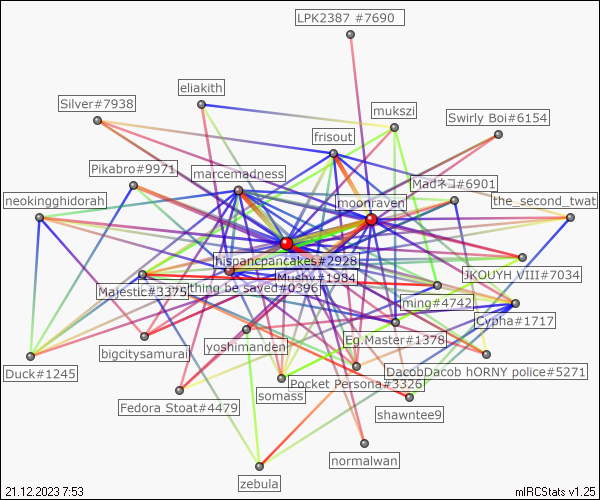 LPK2387 #7690
eliakith
Silver#7938
mukszi
Swirly Boi#6154
frisout
Pikabro#9971
marcemadness
Madネコ#6901
neokingghidorah
moonraven
the_second_twat
hispancpancakes#2928
Mushy#1984
JKOUYH VIII#7034
Majestic#3375
thing be saved#0396
ming#4742
Cypha#1717
Eg.Master#1378
bigcitysamurai
yoshimanden
Duck#1245
DacobDacob hORNY police#5271
Pocket Persona#3326
somass
Fedora Stoat#4479
shawntee9
normalwan
zebula
21.12.2023 7:53
mIRCStats v1.25